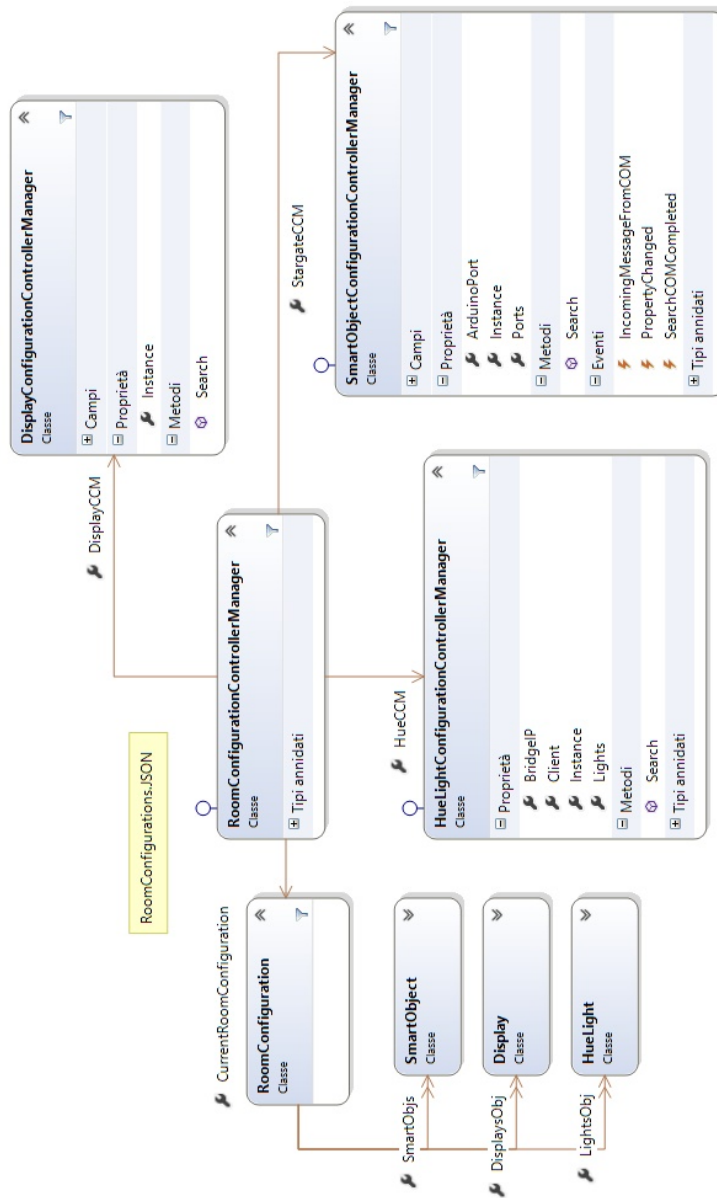 RoomConfigurations.JSON
DisplayCCM
DisplayConfigurationControllerManager
Classe
Campi
Proprietà
Instance
Metodi
Search
CurrentRoomConfiguration
RoomConfiguration
Classe
RoomConfigurationControllerManager
Classe
Tipi annidati
StargateCCM
SmartObjs
SmartObject
Classe
DisplaysObj
Display
Classe
LightsObj
HueLight
Classe
HueCCM
HueLightConfigurationControllerManager
Classe
Proprietà
BridgeIP
Client
Instance
Lights
Metodi
Search
Tipi annidati
SmartObjectConfigurationControllerManager
Classe
Campi
Proprietà
ArduinoPort
Instance
Ports
Metodi
Search
Eventi
IncomingMessageFromCOM
PropertyChanged
SearchCOMCompleted
Tipi annidati